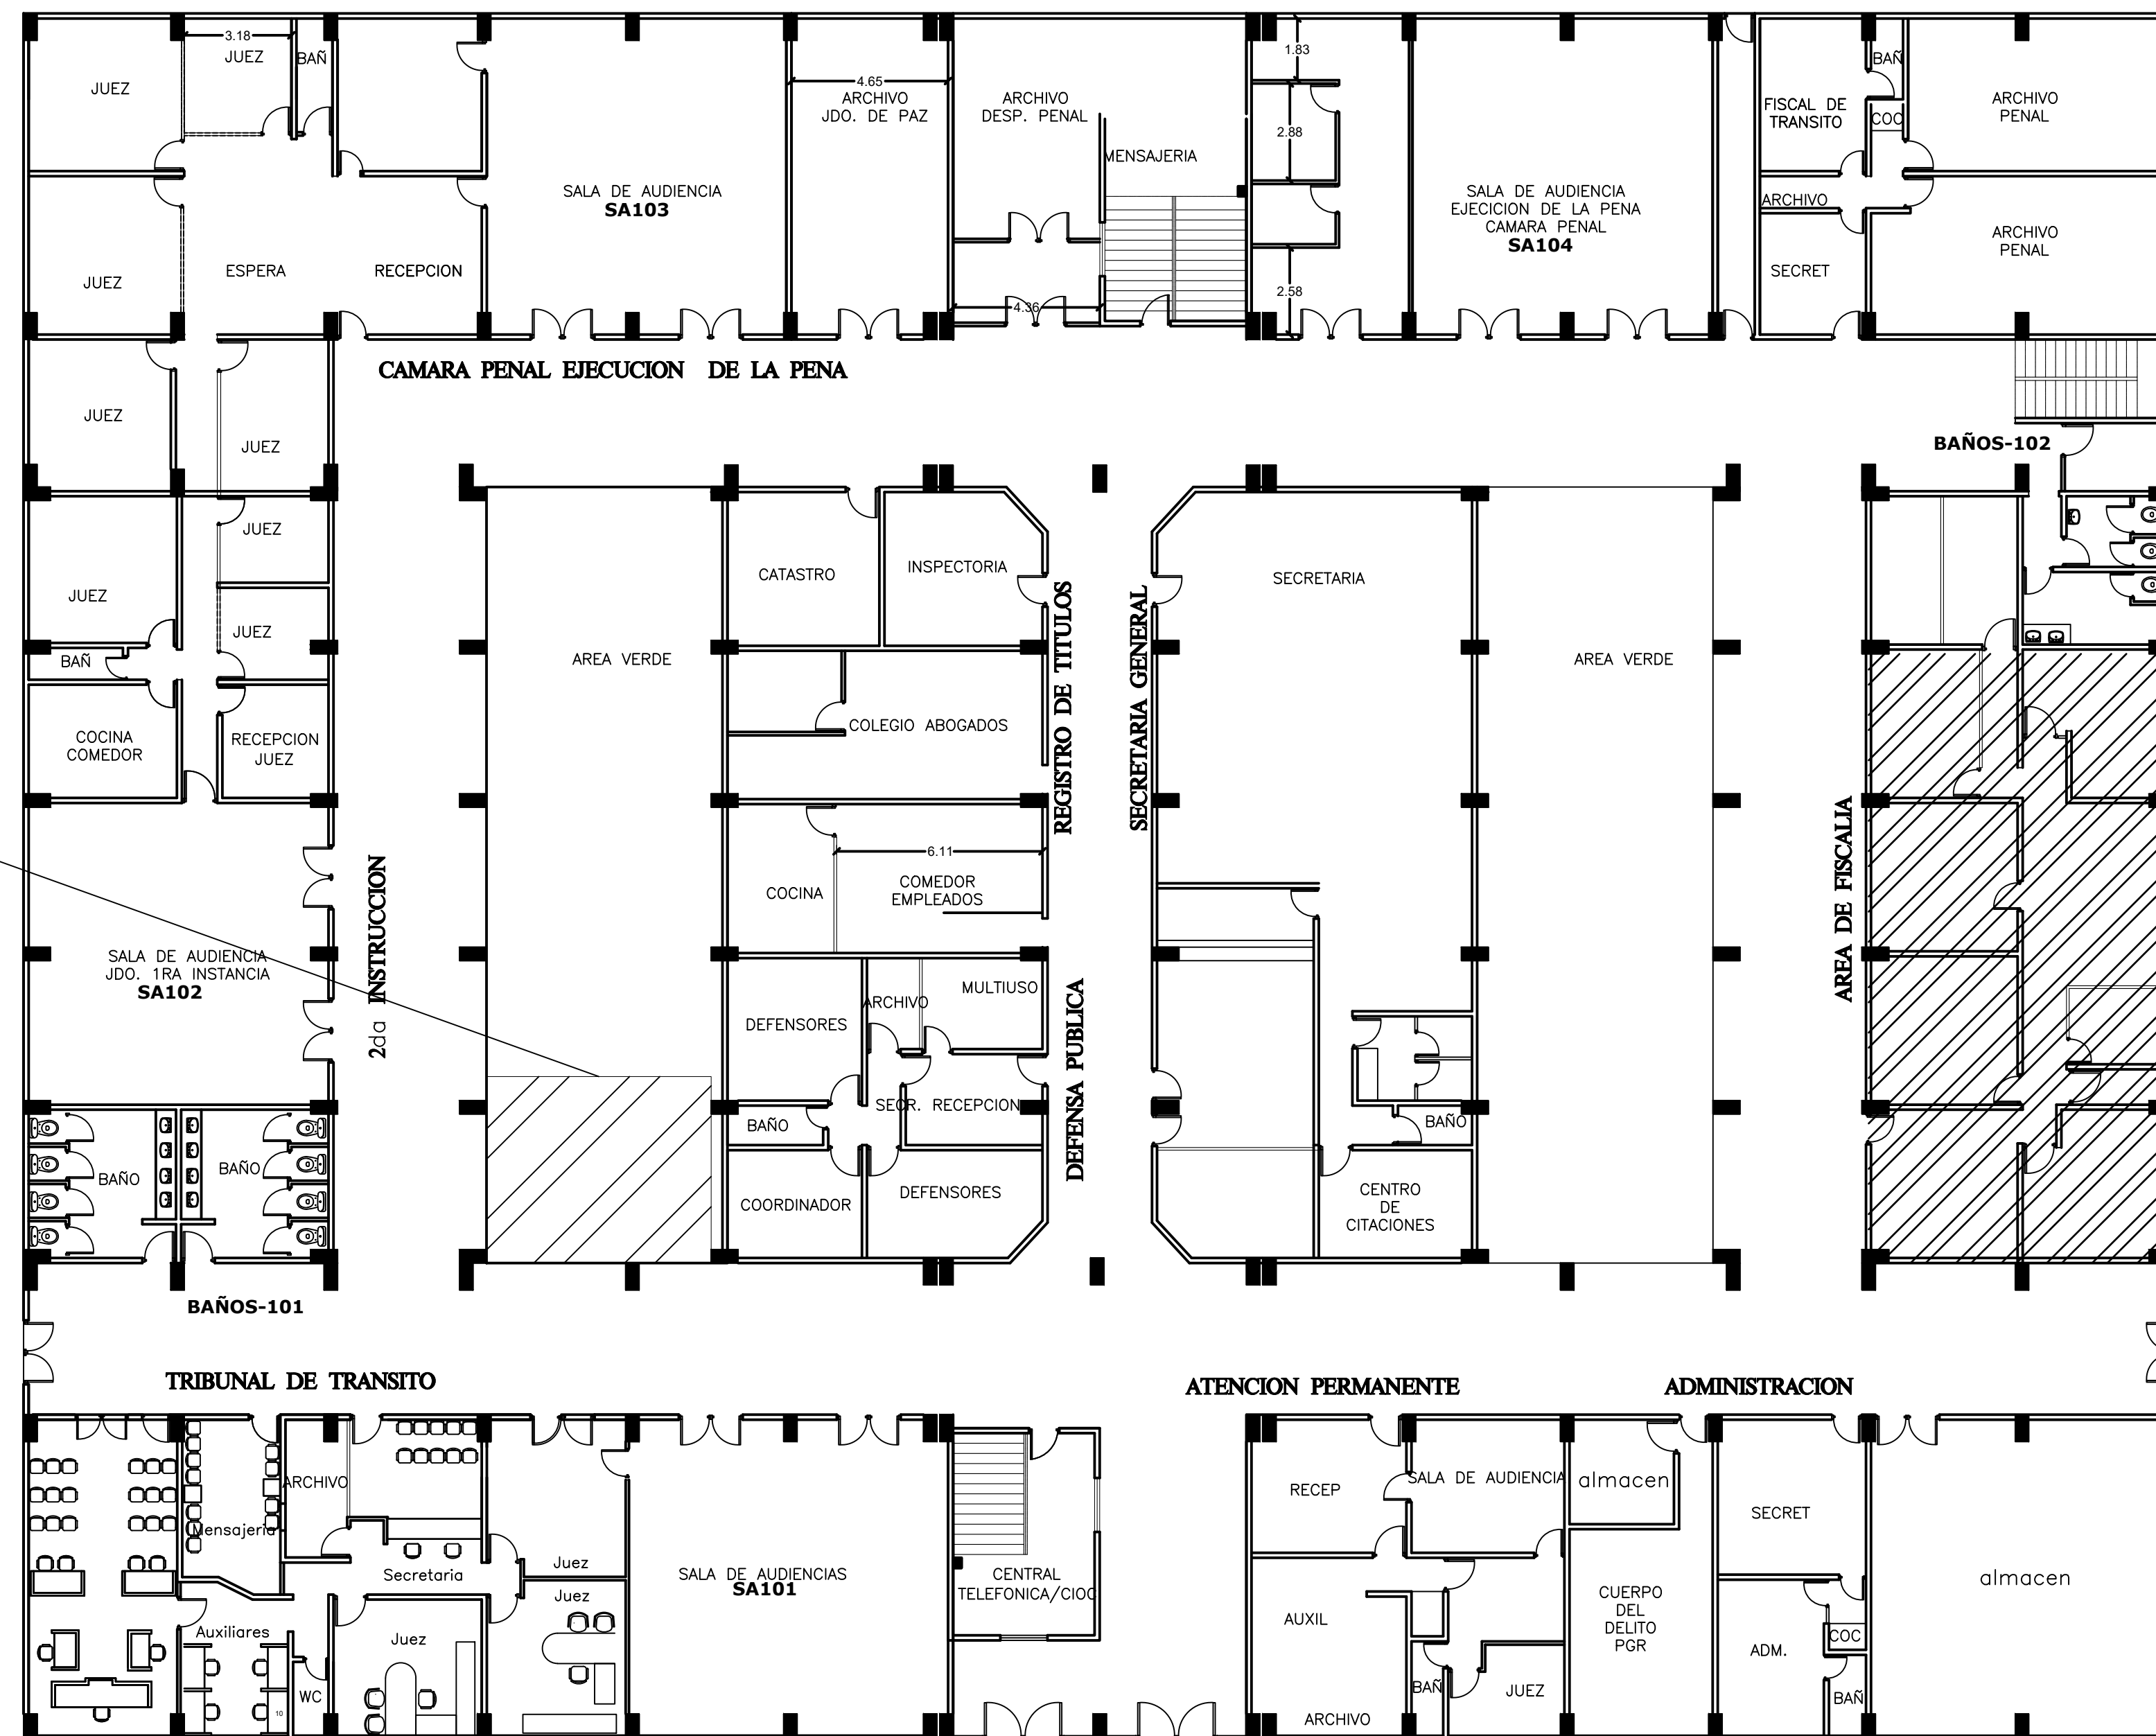 3.18
JUEZ
BAÑ
JUEZ
4.65
ARCHIVO
JDO. DE PAZ
ARCHIVO
DESP. PENAL
MENSAJERIA
1.83
2.88
2.58
4.36
FISCAL DE
TRANSITO
BAÑ
COC
ARCHIVO
PENAL
SALA DE AUDIENCIA
SA103
SALA DE AUDIENCIA
EJECICION DE LA PENA
CAMARA PENAL
SA104
ARCHIVO
SECRET
ARCHIVO
PENAL
JUEZ
ESPERA
RECEPCION
CAMARA PENAL EJECUCION DE LA PENA
JUEZ
JUEZ
BAÑOS-102
JUEZ
JUEZ
JUEZ
BAÑ
COCINA
COMEDOR
RECEPCION
JUEZ
AREA VERDE
CATASTRO
INSPECTORIA
COLEGIO ABOGADOS
REGISTRO DE TITULOS
SECRETARIA GENERAL
SECRETARIA
AREA VERDE
AREA DE FISCALIA
6.11
COCINA
COMEDOR
EMPLEADOS
2da INSTRUCCION
SALA DE AUDIENCIA
JDO. 1RA INSTANCIA
SA102
DEFENSORES
ARCHIVO
MULTIUSO
SECR. RECEPCION
DEFENSA PUBLICA
BAÑO
BAÑO
BAÑO
BAÑO
COORDINADOR
DEFENSORES
CENTRO
DE
CITACIONES
BAÑOS-101
TRIBUNAL DE TRANSITO
ATENCION PERMANENTE
ADMINISTRACION
ARCHIVO
Mensajeria
Secretaria
Juez
Juez
Auxiliares
Juez
WC
10
SALA DE AUDIENCIAS
SA101
CENTRAL
TELEFONICA/CIOC
RECEP
SALA DE AUDIENCIA
almacen
SECRET
almacen
AUXIL
CUERPO
DEL
DELITO
PGR
ADM.
COC
BAÑ
JUEZ
BAÑ
ARCHIVO